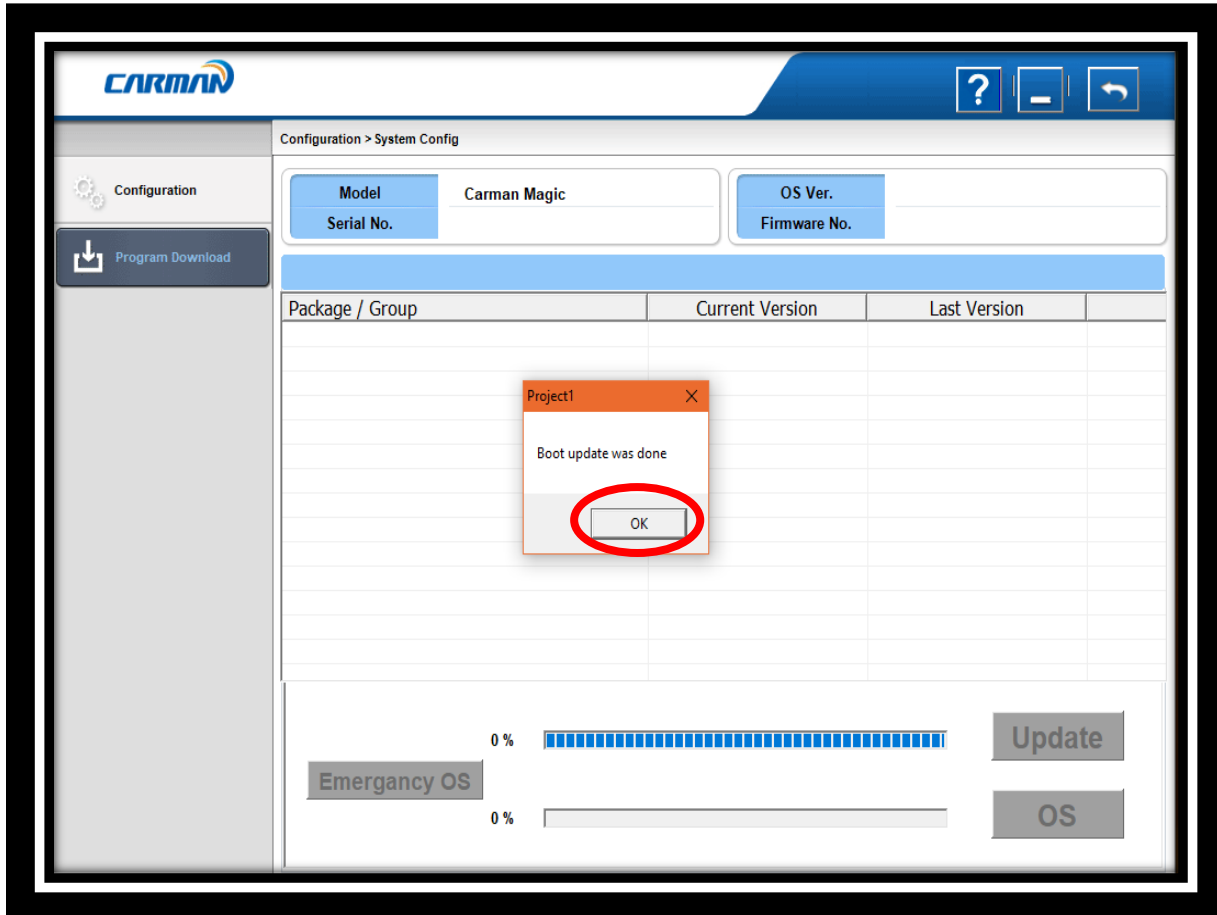 CARMAN
?
Configuration > System Config
Configuration
Program Download
Model Carman Magic
Serial No.
OS Ver.
Firmware No.
Package / Group Current Version Last Version
Project1
Boot update was done
OK
0 %
Update
Emergancy OS
0 %
OS